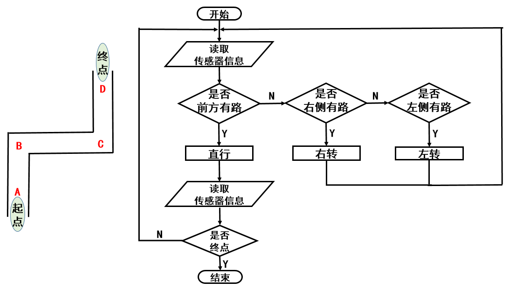 终点
D
B
C
A
起点
开始
读取
传感器信息
是否
前方有路
N
是否
右侧有路
N
是否
左侧有路
Y
Y
Y
直行
右转
左转
读取
传感器信息
N
是否
终点
Y
结束